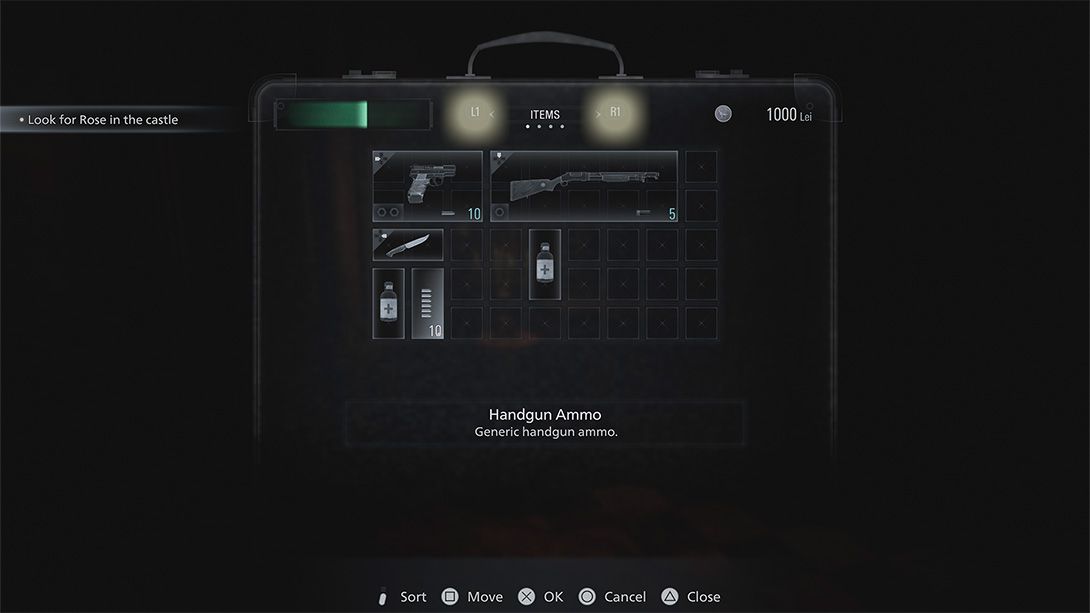 • Look for Rose in the castle
L1 ITEMS R1
1000 Lei
10
5
10
Handgun Ammo
Generic handgun ammo.
Sort Move OK Cancel Close